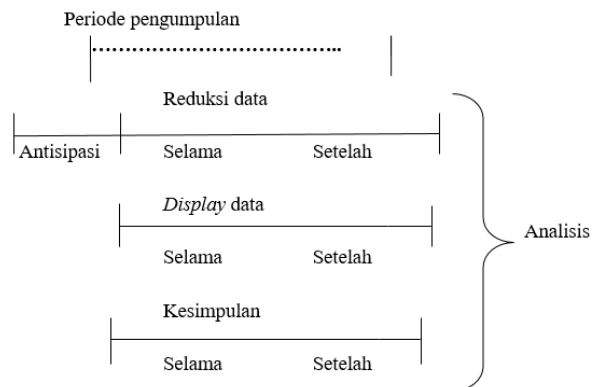 Periode pengumpulan
Reduksi data
Antisipasi Selama Setelah
Display data
Selama Setelah
Analisis
Kesimpulan
Selama Setelah